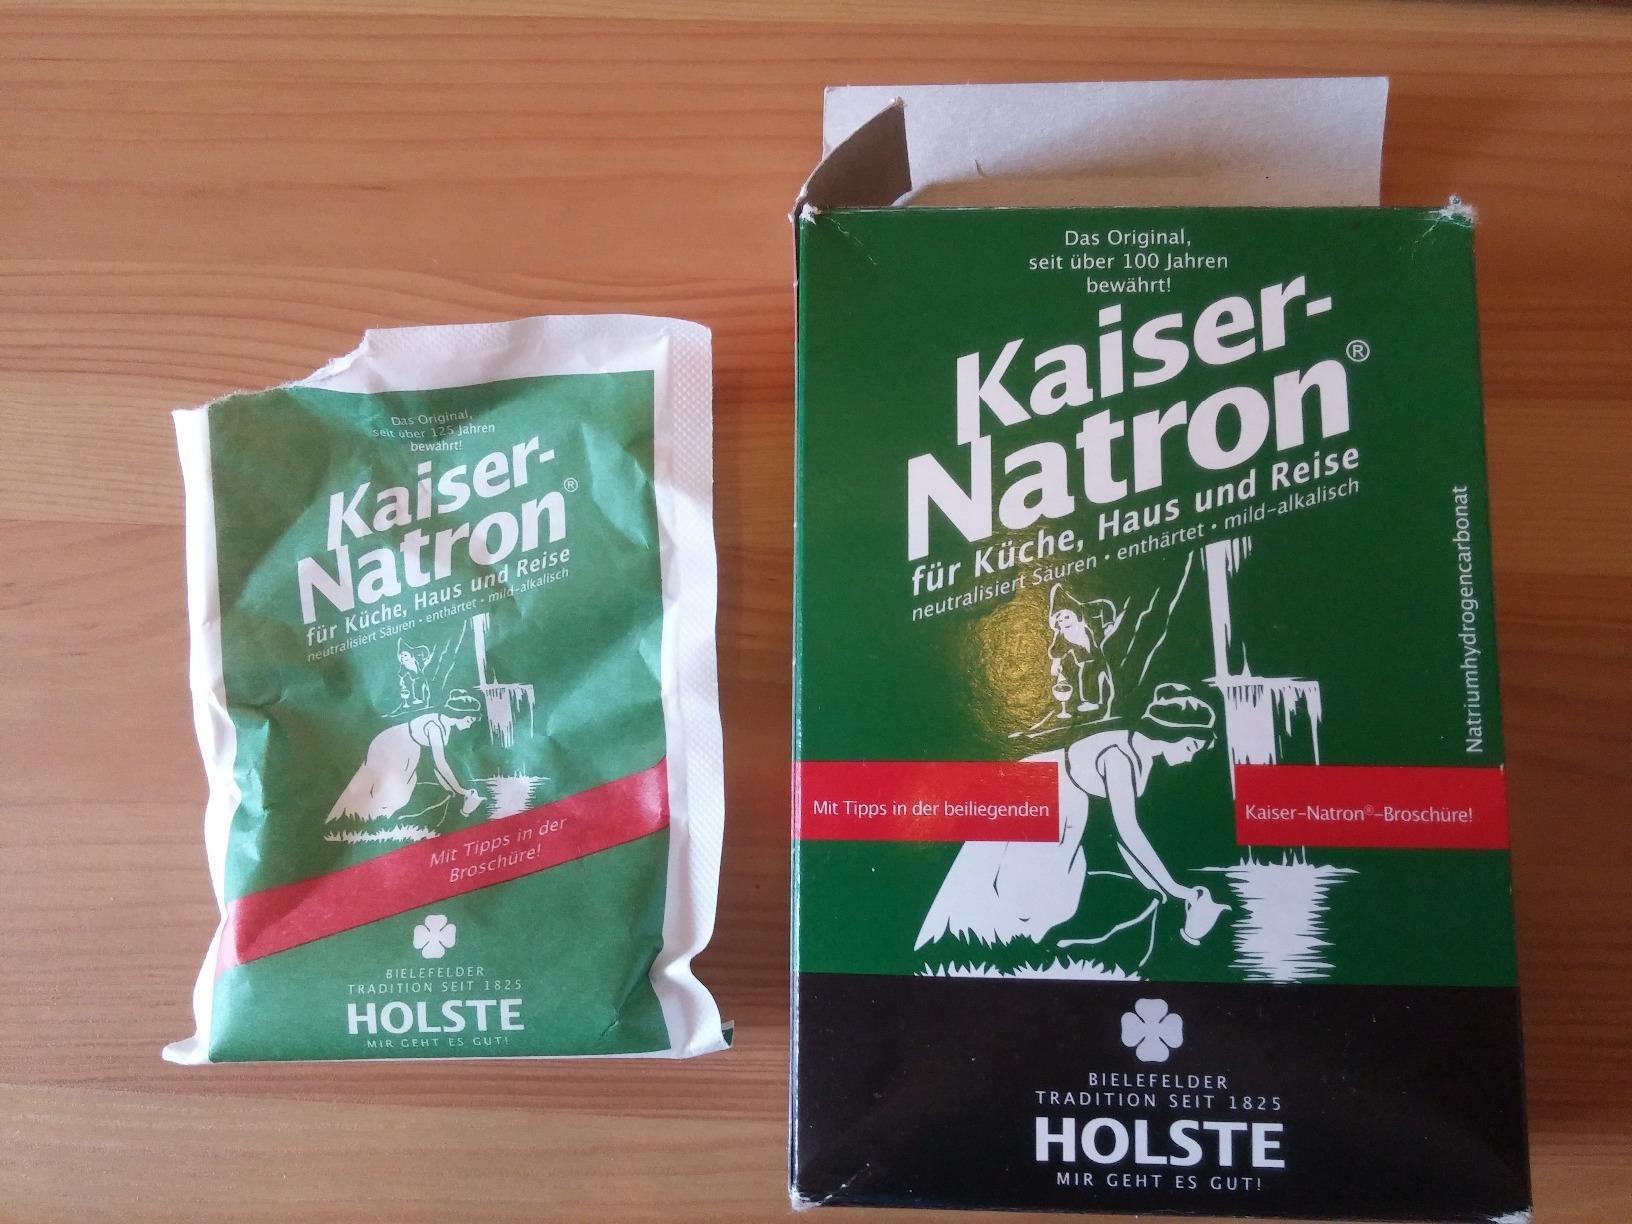 Das Original,
seit über 125 Jahren
bewährt!
Kaiser-
Natron®
für Küche, Haus und Reise
neutralisiert Säuren · enthärtet · mild-alkalisch
Mit Tipps in der
Broschüre!
BIELEFELDER
TRADITION SEIT 1825
HOLSTE
MIR GEHT ES GUT!
Das Original,
seit über 100 Jahren
bewährt!
Kaiser-
Natron®
für Küche, Haus und Reise
neutralisiert Säuren · enthärtet · mild-alkalisch
Natriumhydrogencarbonat
Mit Tipps in der beiliegenden
Kaiser-Natron®-Broschüre!
BIELEFELDER
TRADITION SEIT 1825
HOLSTE
MIR GEHT ES GUT!